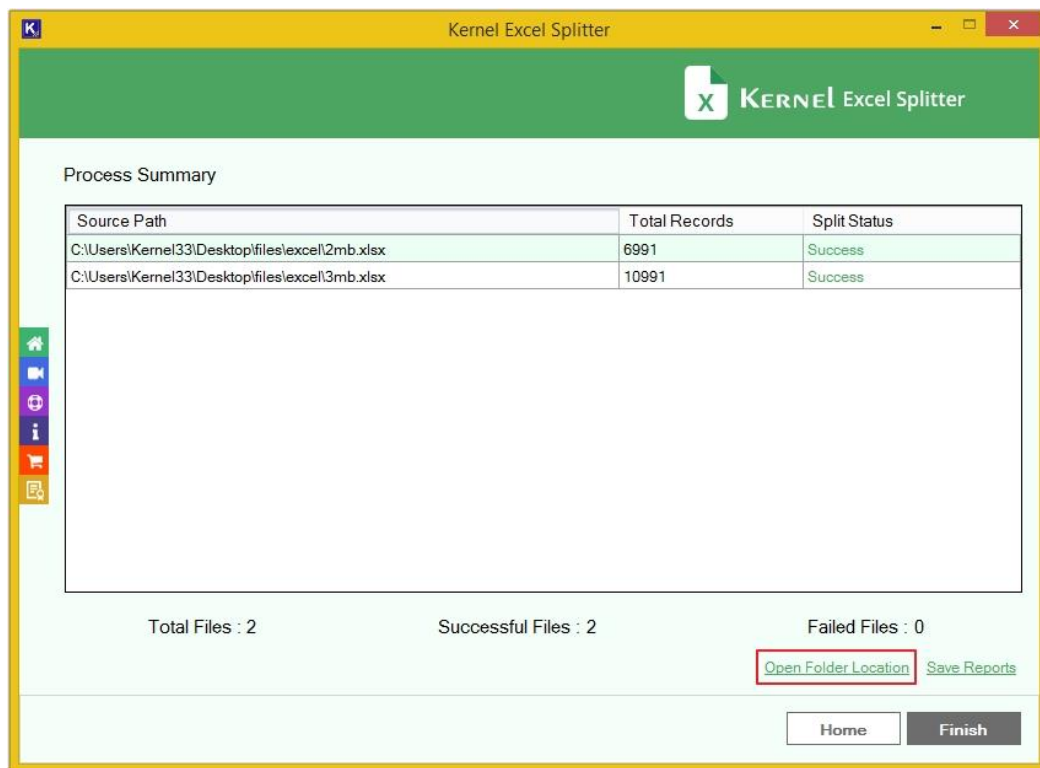 Kernel Excel Splitter
KERNEL Excel Splitter
Process Summary
Source Path Total Records Split Status
C:\Users\Kernel33\Desktop\files\excel\2mb.xlsx 6991 Success
C:\Users\Kernel33\Desktop\files\excel\3mb.xlsx 10991 Success
Total Files : 2 Successful Files : 2 Failed Files : 0
Open Folder Location Save Reports
Home Finish